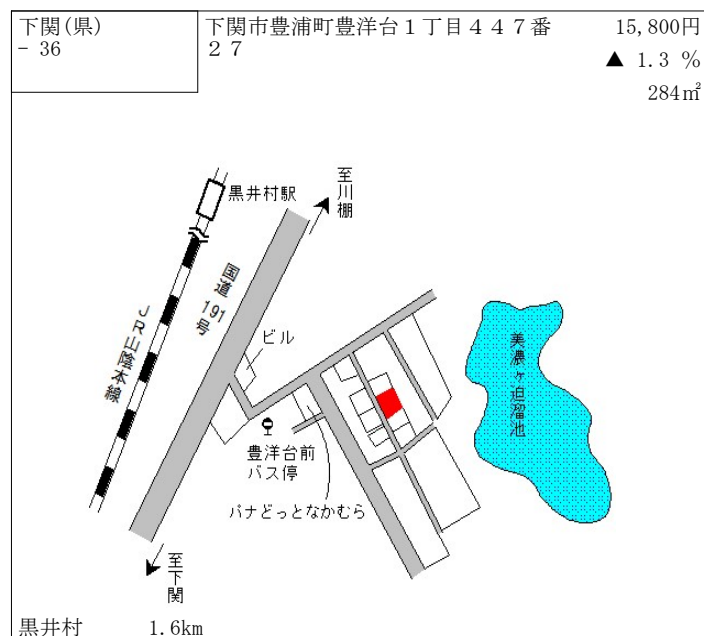 下関(県)
- 36
下関市豊浦町豊洋台１丁目４４７番
２７
15,800円
▲ 1.3 %
284㎡
黒井村駅
至川棚
国道191号
ＪＲ山陰本線
ビル
美濃ヶ迫溜池
豊洋台前
バス停
パナどっとなかむら
至下関
黒井村 1.6km